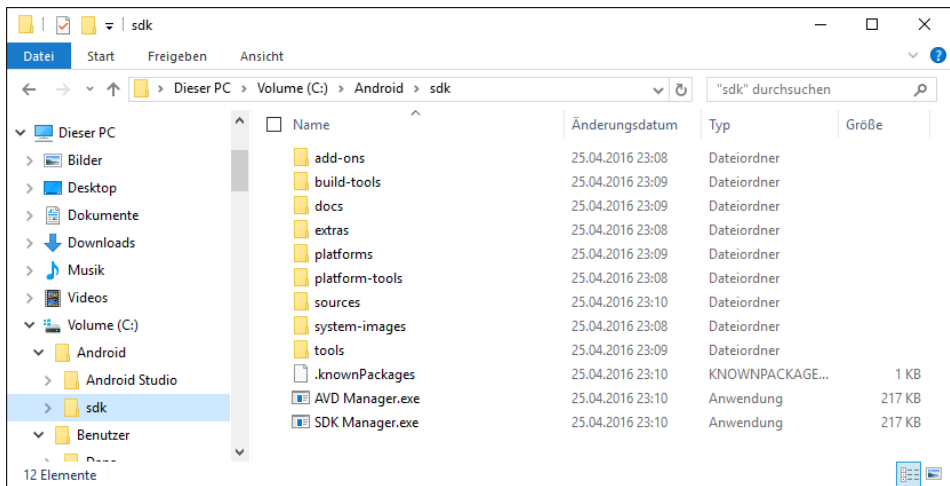 sdk
Datei Start Freigeben Ansicht
Dieser PC Volume (C:) Android sdk "sdk" durchsuchen
Dieser PC
Bilder
Desktop
Dokumente
Downloads
Musik
Videos
Volume (C:)
Android
Android Studio
sdk
Benutzer
Name Änderungsdatum Typ Größe
add-ons 25.04.2016 23:08 Dateiordner
build-tools 25.04.2016 23:09 Dateiordner
docs 25.04.2016 23:09 Dateiordner
extras 25.04.2016 23:08 Dateiordner
platforms 25.04.2016 23:09 Dateiordner
platform-tools 25.04.2016 23:08 Dateiordner
sources 25.04.2016 23:10 Dateiordner
system-images 25.04.2016 23:08 Dateiordner
tools 25.04.2016 23:09 Dateiordner
.knownPackages 25.04.2016 23:10 KNOWNPACKAGE... 1 KB
AVD Manager.exe 25.04.2016 23:10 Anwendung 217 KB
SDK Manager.exe 25.04.2016 23:10 Anwendung 217 KB
12 Elemente